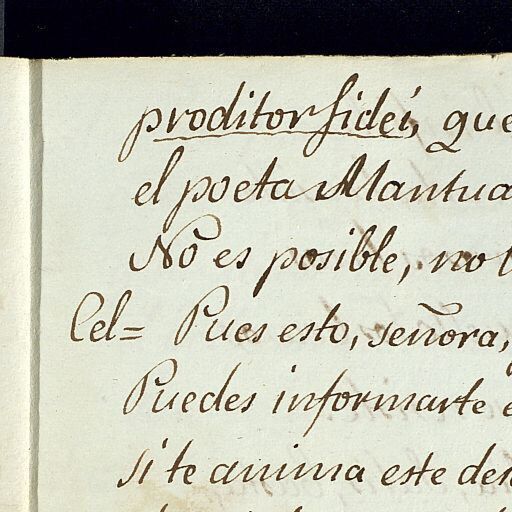 proditor fidei, que
el poeta Mantua
No es posible, no
Cel= Pues esto, señora,
Puedes informarte
si te anima este des